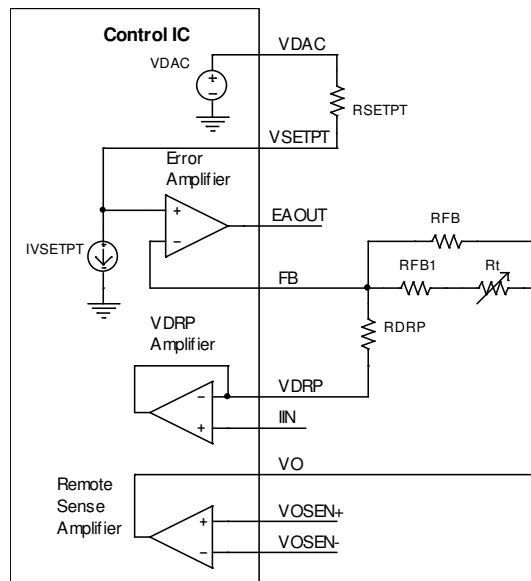 Control IC
VDAC
VDAC
+
−
RSETPT
VSETPT
Error
Amplifier
+
EAOUT
−
IVSETPT
RFB
FB
RFB1
Rt
VDRP
Amplifier
RDRP
−
VDRP
+
IIN
VO
Remote
Sense
Amplifier
+
VOSEN+
−
VOSEN-